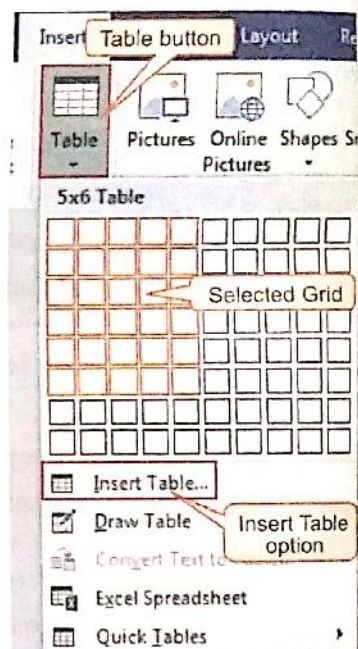 Insert Table button Layout
Table Pictures Online Pictures Shapes
5x6 Table
Selected Grid
Insert Table...
Draw Table
Insert Table option
Convert Text to
Excel Spreadsheet
Quick Tables